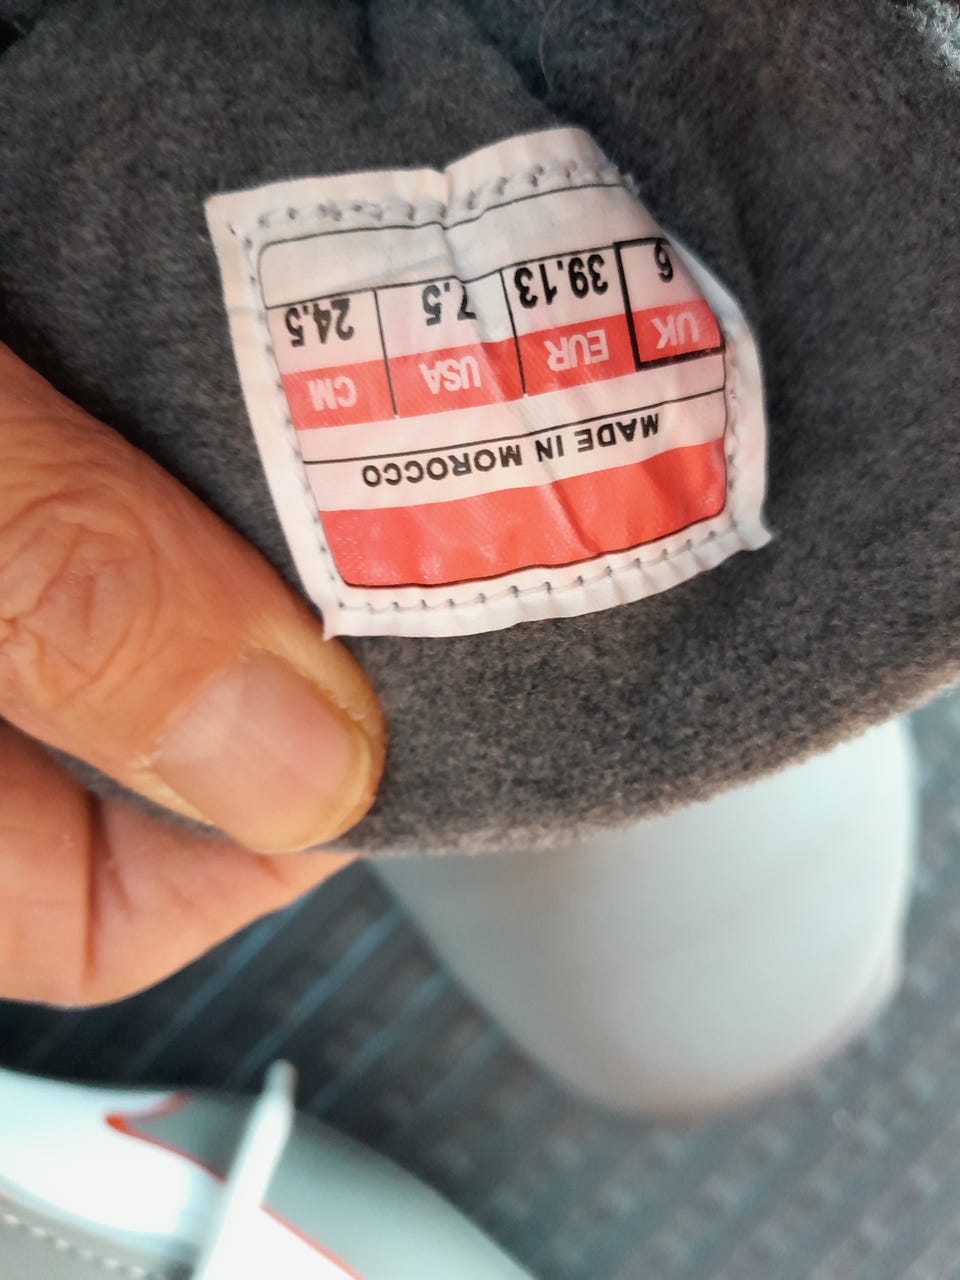 MADE IN MOROCCO
UK EUR USA CM
6 39.13 7.5 24.5